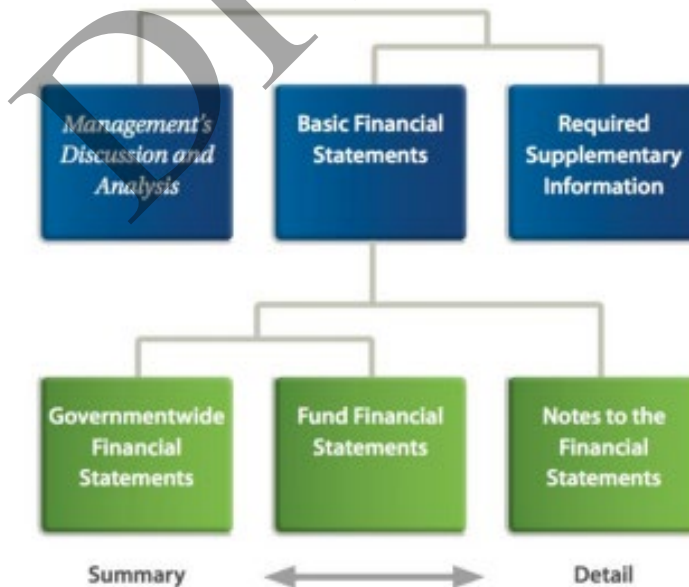 Management's
Discussion and
Analysis
Basic Financial
Statements
Required
Supplementary
Information
Governmentwide
Financial
Statements
Fund Financial
Statements
Notes to the
Financial
Statements
Summary
Detail